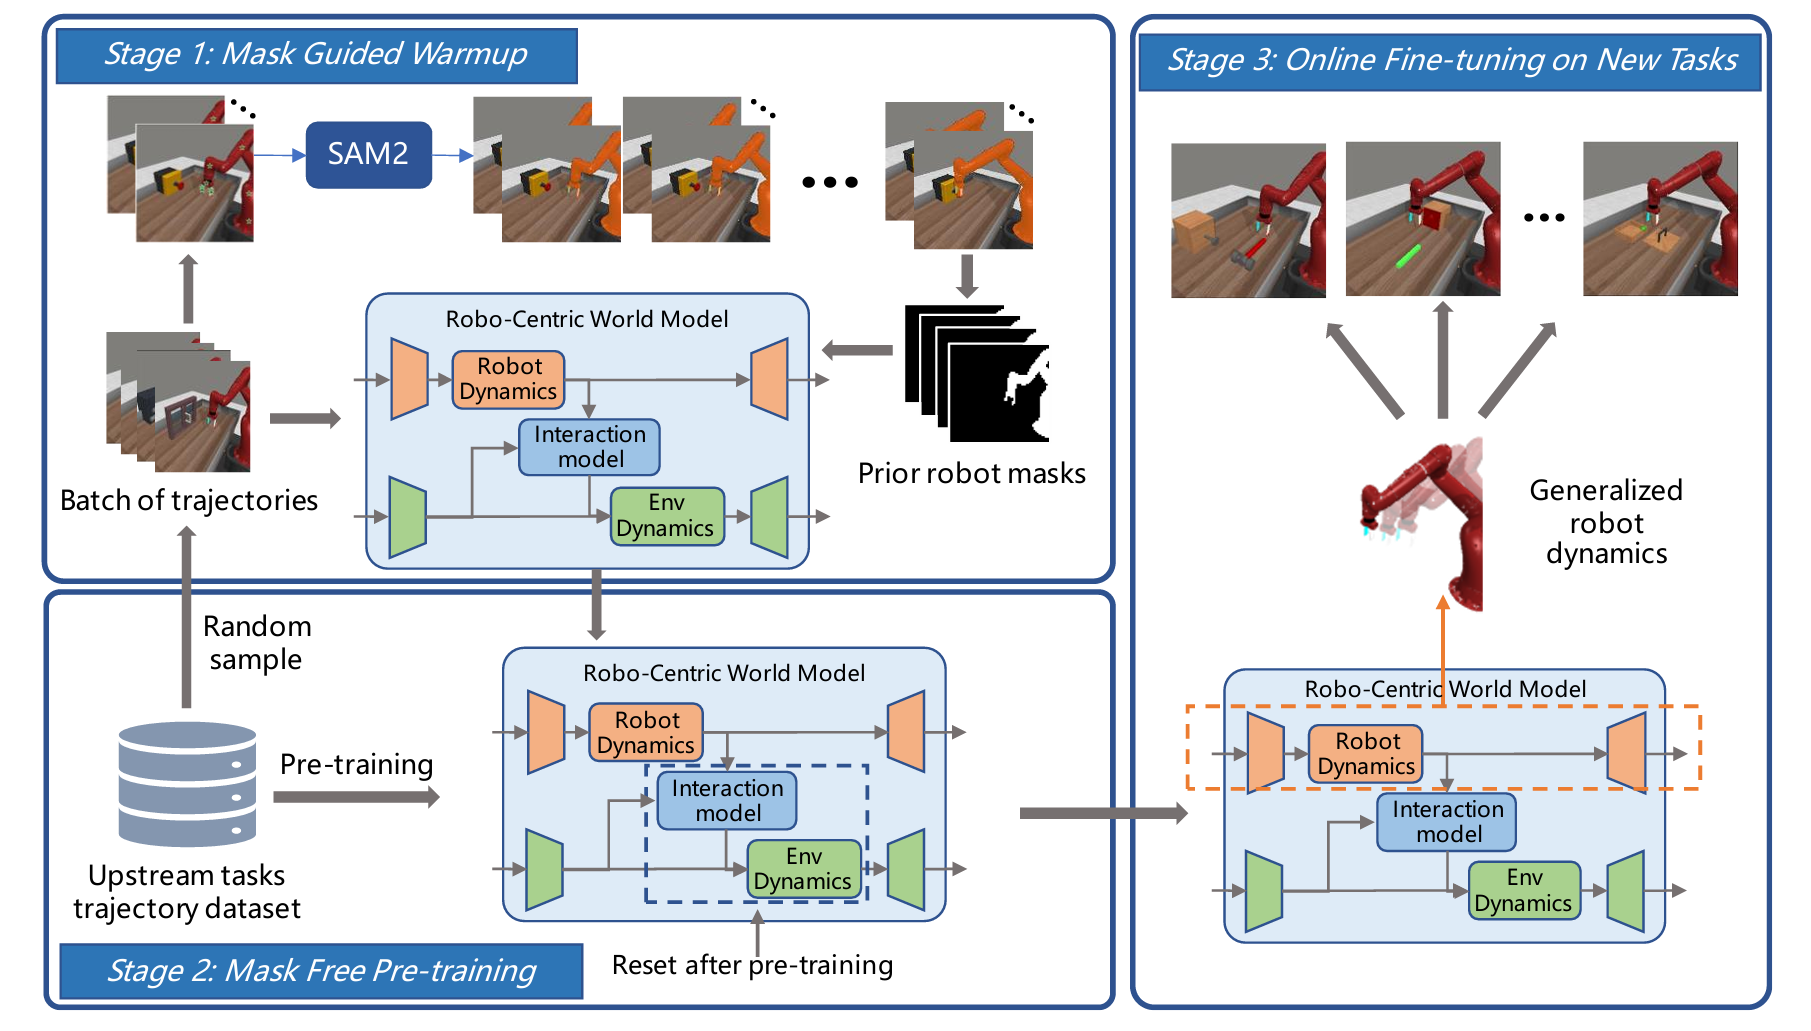 Stage 1: Mask Guided Warmup
SAM2
Robo-Centric World Model
Robot
Dynamics
Interaction
model
Env
Dynamics
Batch of trajectories
Prior robot masks
Random
sample
Upstream tasks
trajectory dataset
Pre-training
Robo-Centric World Model
Robot
Dynamics
Interaction
model
Env
Dynamics
Reset after pre-training
Stage 2: Mask Free Pre-training
Stage 3: Online Fine-tuning on New Tasks
Generalized
robot
dynamics
Robo-Centric World Model
Robot
Dynamics
Interaction
model
Env
Dynamics